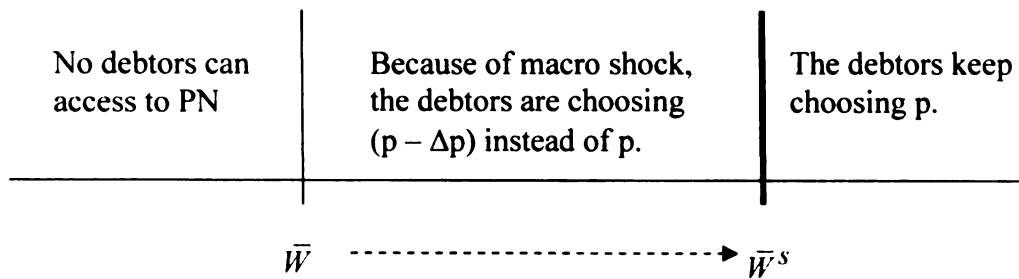 No debtors can
access to PN
Because of macro shock,
the debtors are choosing
(p – Δp) instead of p.
The debtors keep
choosing p.
W̄
W̄ˢ